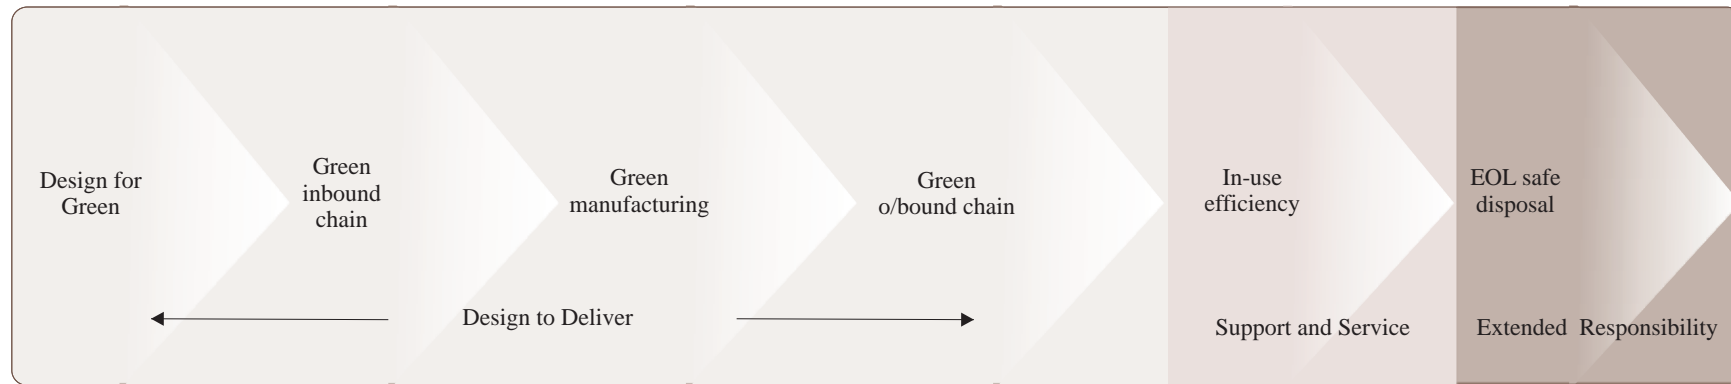 Design for
Green
Green
inbound
chain
Green
manufacturing
Green
o/bound chain
In-use
efficiency
EOL safe
disposal
Design to Deliver
Support and Service
Extended Responsibility